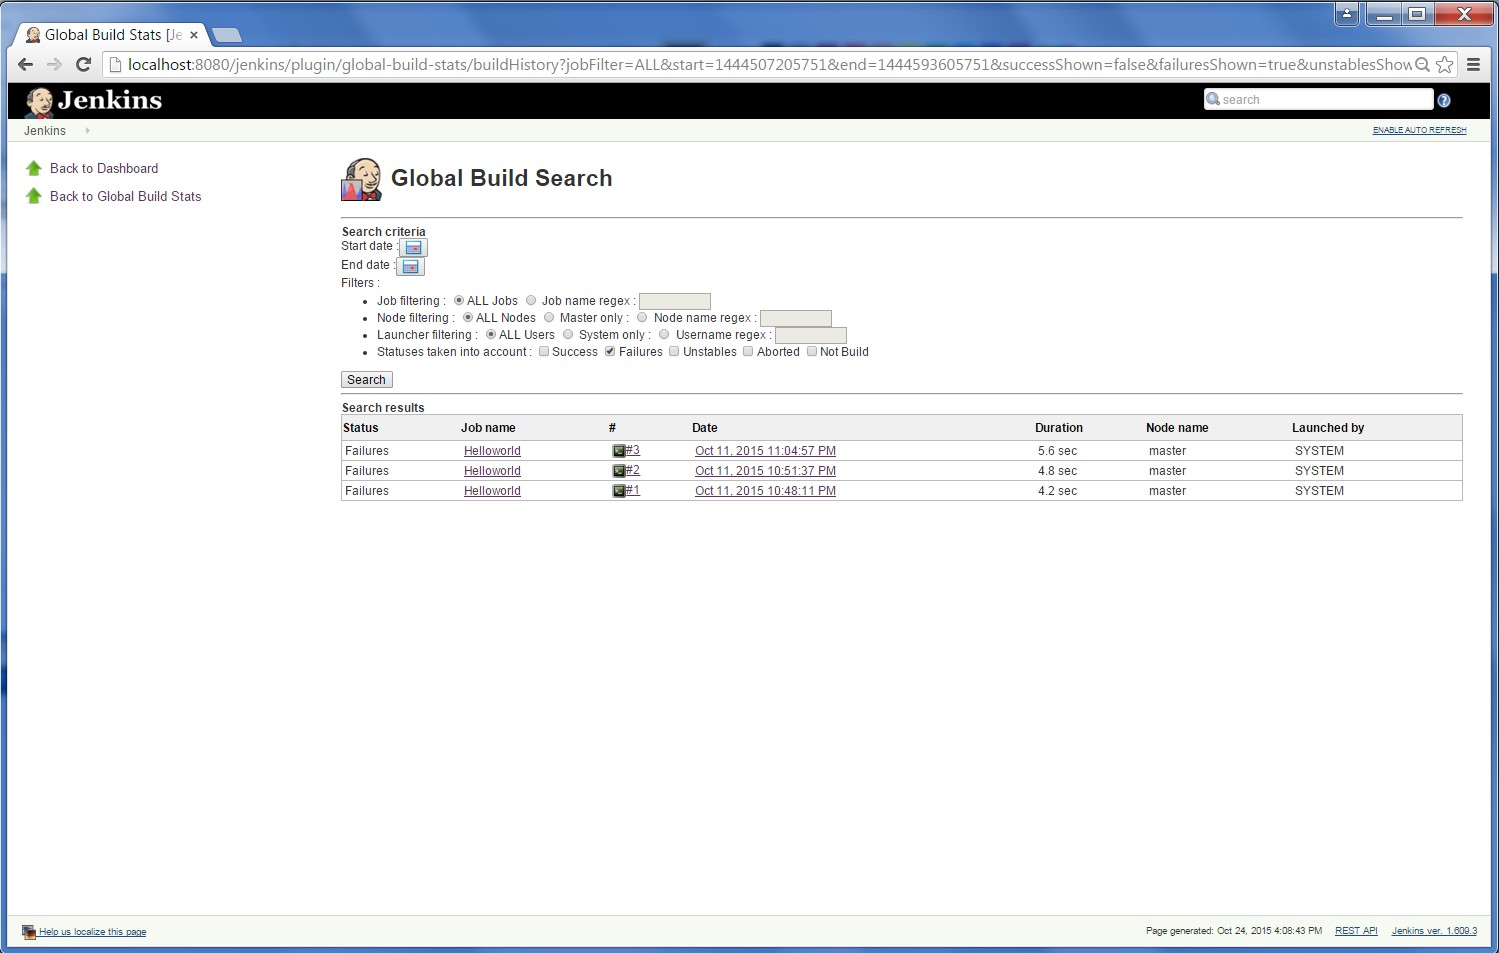 Global Build Stats [Je
localhost:8080/jenkins/plugin/global-build-stats/buildHistory?jobFilter=ALL&start=1444507205751&end=1444593605751&successShown=false&failuresShown=true&unstablesShow
Jenkins
search
Jenkins
ENABLE AUTO REFRESH
Back to Dashboard
Back to Global Build Stats
Global Build Search
Search criteria
Start date :
End date :
Filters :
Job filtering : ALL Jobs Job name regex :
Node filtering : ALL Nodes Master only : Node name regex :
Launcher filtering : ALL Users System only : Username regex :
Statuses taken into account : Success Failures Unstables Aborted Not Build
Search
Search results
Status Job name # Date Duration Node name Launched by
Failures Helloworld #3 Oct 11, 2015 11:04:57 PM 5.6 sec master SYSTEM
Failures Helloworld #2 Oct 11, 2015 10:51:37 PM 4.8 sec master SYSTEM
Failures Helloworld #1 Oct 11, 2015 10:48:11 PM 4.2 sec master SYSTEM
Help us localize this page
Page generated: Oct 24, 2015 4:08:43 PM REST API Jenkins ver. 1.609.3